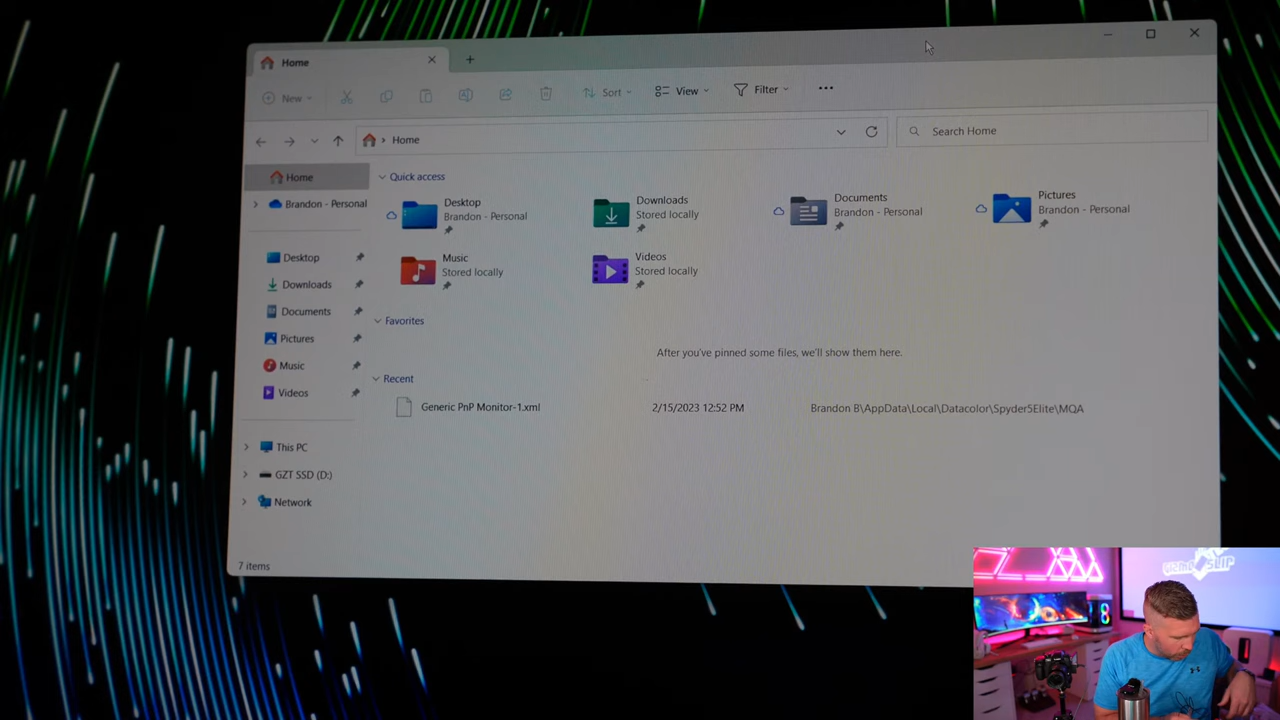 Home
New
Sort
View
Filter
Home
Search Home
Home
Quick access
Brandon - Personal
Desktop
Brandon - Personal
Downloads
Stored locally
Documents
Brandon - Personal
Pictures
Brandon - Personal
Music
Stored locally
Videos
Stored locally
Desktop
Downloads
Documents
Pictures
Music
Videos
Favorites
After you've pinned some files, we'll show them here.
Recent
Generic PnP Monitor-1.xml
2/15/2023 12:52 PM
Brandon B\AppData\Local\Datacolor\Spyder5Elite\MQA
This PC
GZT SSD (D:)
Network
7 items